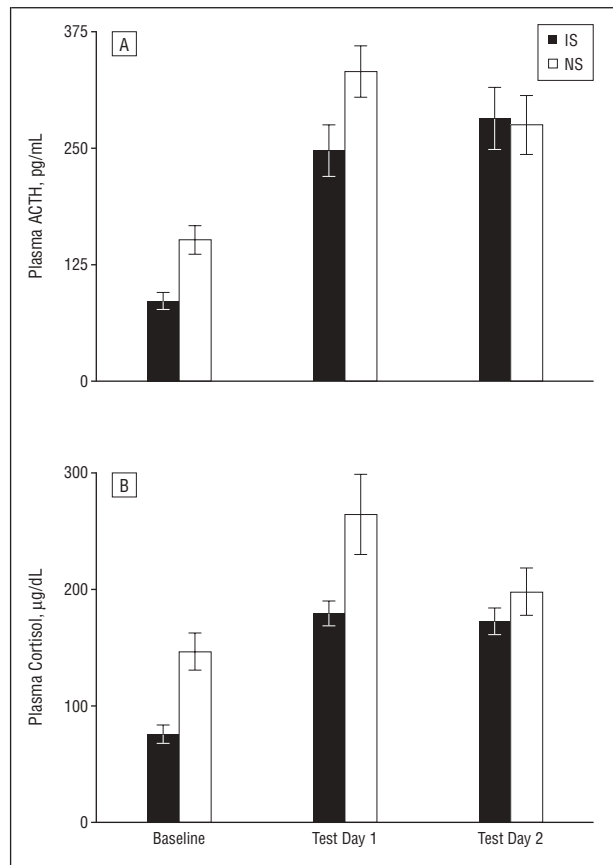 A
IS
NS
Plasma ACTH, pg/mL
375
250
125
0
B
Plasma Cortisol, μg/dL
300
200
100
0
Baseline Test Day 1 Test Day 2